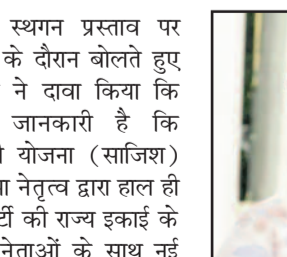 स्थगन प्रस्ताव पर
के दौरान बोलते हुए
ने दावा किया कि
जानकारी है कि
योजना (साजिश)
नेतृत्व द्वारा हाल ही
की राज्य इकाई के
नेताओं के साथ नई